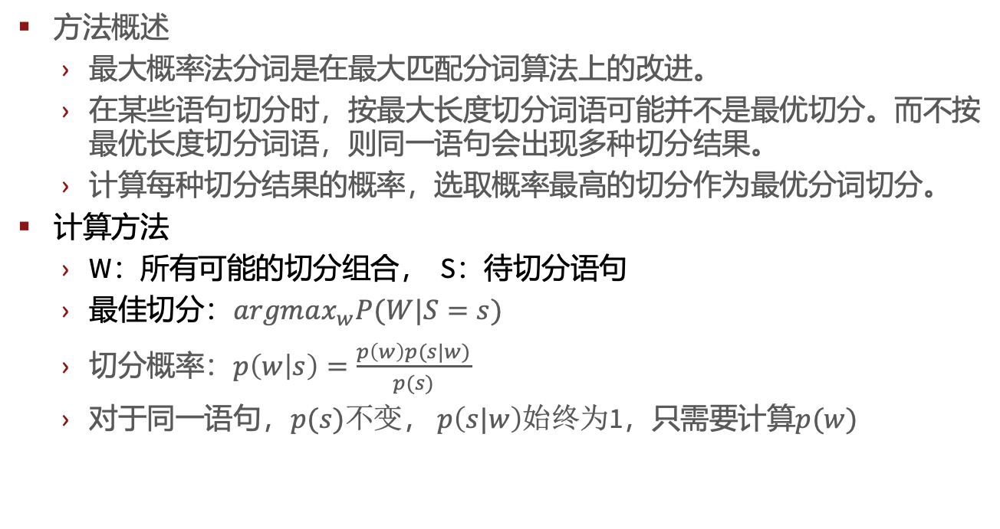 方法概述
最大概率法分词是在最大匹配分词算法上的改进。
在某些语句切分时，按最大长度切分词语可能并不是最优切分。而不按
最优长度切分词语，则同一语句会出现多种切分结果。
计算每种切分结果的概率，选取概率最高的切分作为最优分词切分。
计算方法
W：所有可能的切分组合， S：待切分语句
最佳切分：argmax_w P(W|S = s)
切分概率：p(w|s) = p(w)p(s|w) / p(s)
对于同一语句，p(s)不变， p(s|w)始终为1，只需要计算p(w)